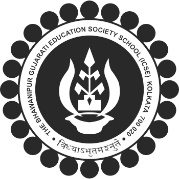 THE BHAWANIPUR GUJARATI EDUCATION SOCIETY SCHOOL (ICSE) KOLKATA 700 020